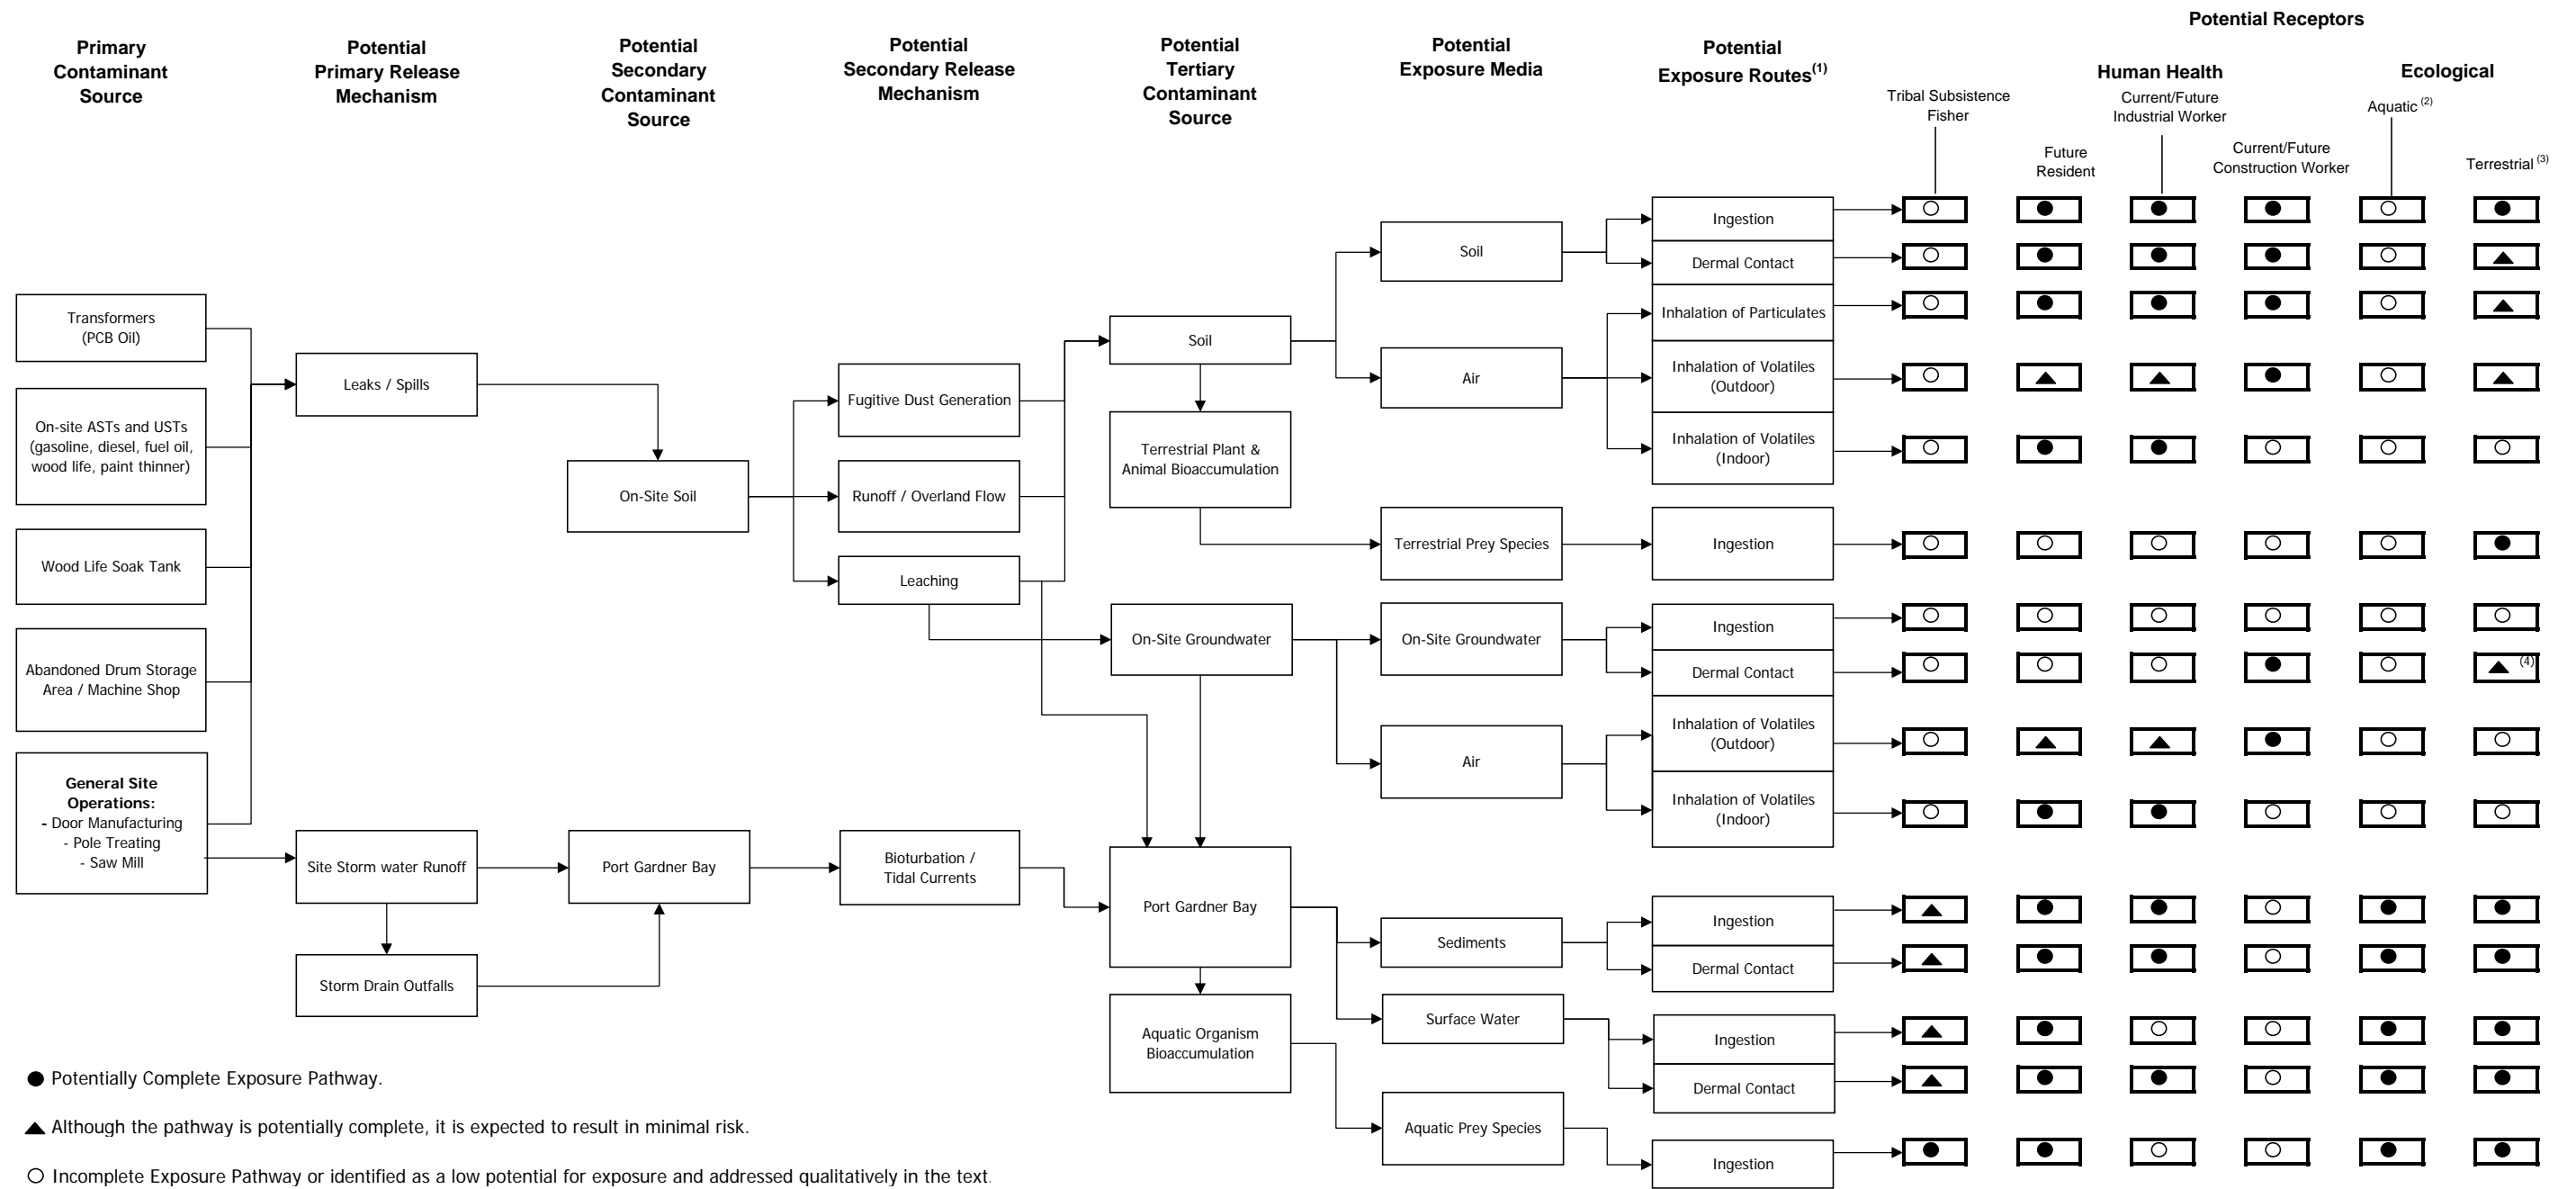 Potential Receptors
Primary
Contaminant
Source
Potential
Primary Release
Mechanism
Potential
Secondary
Contaminant
Source
Potential
Secondary Release
Mechanism
Potential
Tertiary
Contaminant
Source
Potential
Exposure Media
Potential
Exposure Routes(1)
Human Health
Ecological
Tribal Subsistence
Fisher
Future
Resident
Current/Future
Industrial Worker
Current/Future
Construction Worker
Aquatic (2)
Terrestrial (3)
Transformers
(PCB Oil)
On-site ASTs and USTs
(gasoline, diesel, fuel oil,
wood life, paint thinner)
Wood Life Soak Tank
Abandoned Drum Storage
Area / Machine Shop
General Site
Operations:
- Door Manufacturing
- Pole Treating
- Saw Mill
Leaks / Spills
Site Storm water Runoff
Storm Drain Outfalls
On-Site Soil
Port Gardner Bay
Fugitive Dust Generation
Runoff / Overland Flow
Leaching
Bioturbation /
Tidal Currents
Soil
Terrestrial Plant &
Animal Bioaccumulation
On-Site Groundwater
Port Gardner Bay
Aquatic Organism
Bioaccumulation
Soil
Air
Terrestrial Prey Species
On-Site Groundwater
Air
Sediments
Surface Water
Aquatic Prey Species
Ingestion
Dermal Contact
Inhalation of Particulates
Inhalation of Volatiles
(Outdoor)
Inhalation of Volatiles
(Indoor)
Ingestion
Ingestion
Dermal Contact
(4)
Inhalation of Volatiles
(Outdoor)
Inhalation of Volatiles
(Indoor)
Ingestion
Dermal Contact
Ingestion
Dermal Contact
Ingestion
Potentially Complete Exposure Pathway.
Although the pathway is potentially complete, it is expected to result in minimal risk.
Incomplete Exposure Pathway or identified as a low potential for exposure and addressed qualitatively in the text.